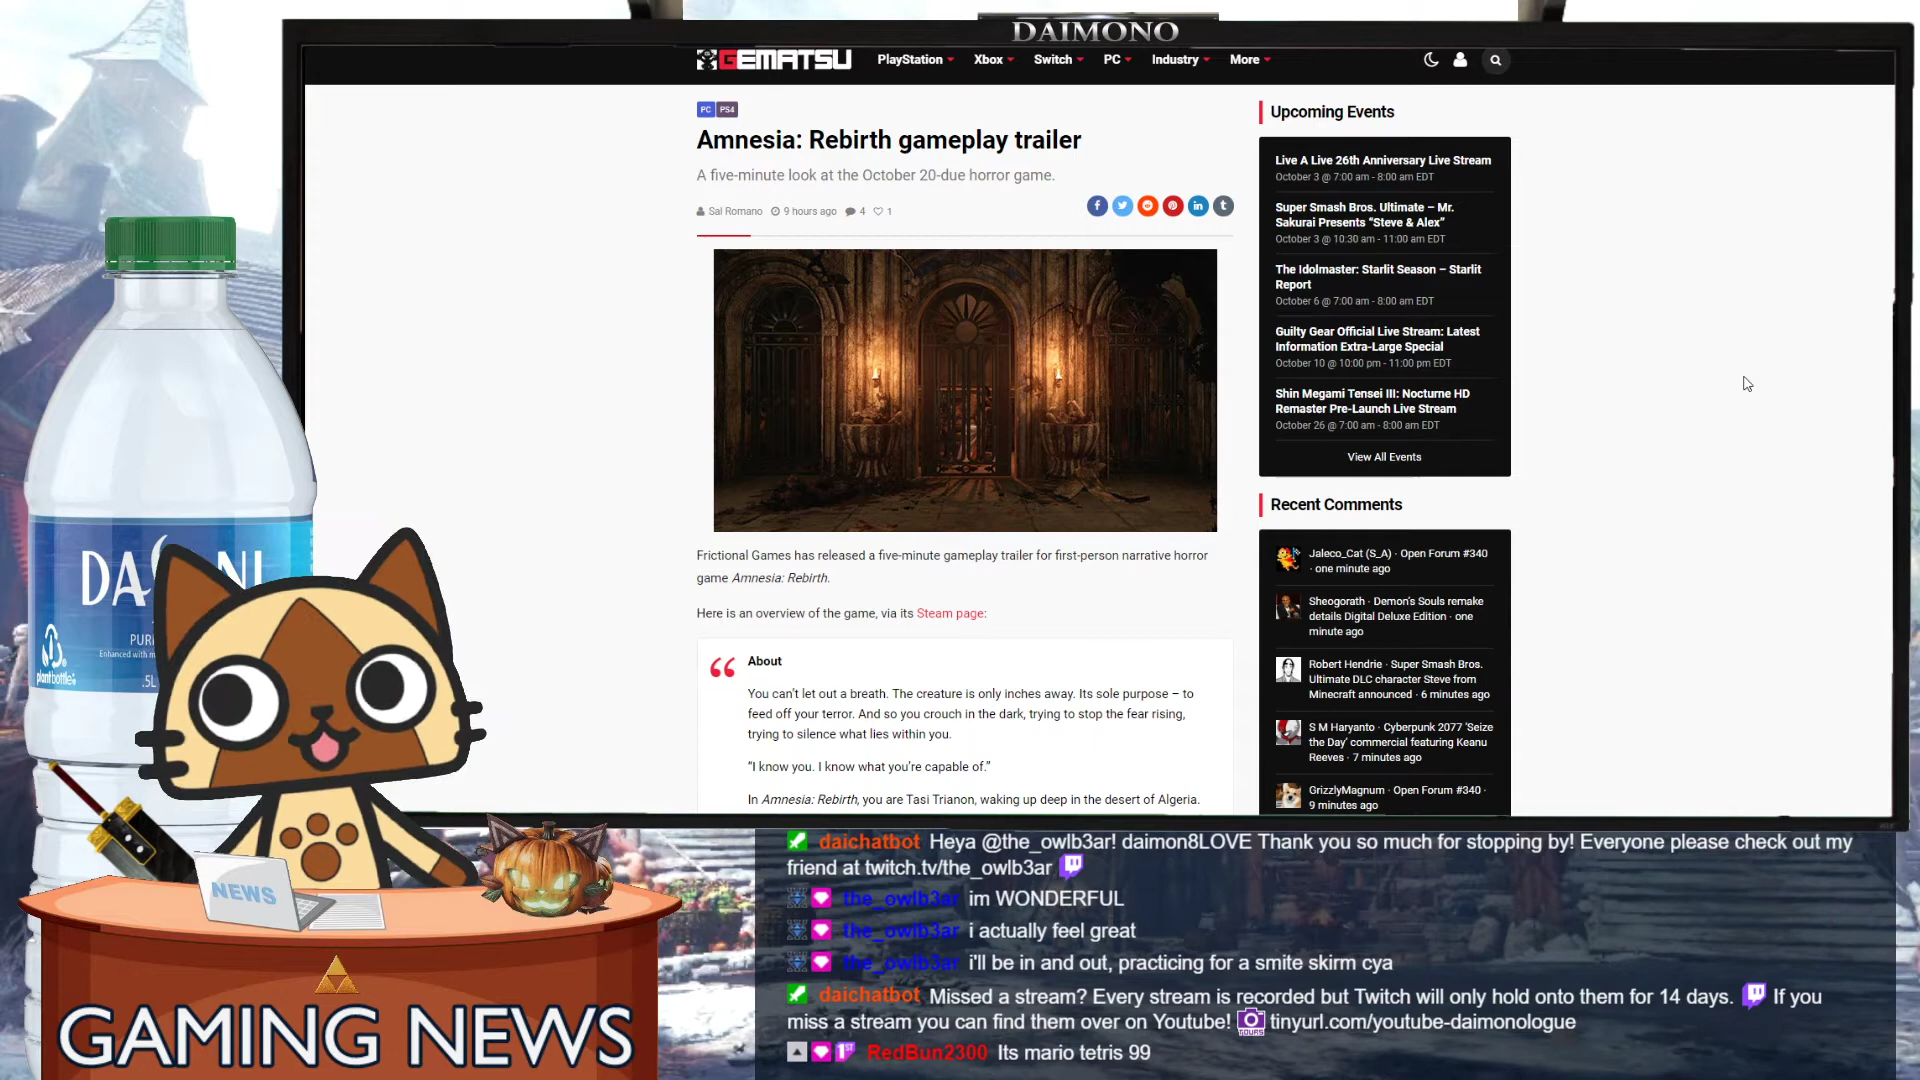 DAIMONO
GEMATSU
PlayStation Xbox Switch PC Industry More
PC PS4
Amnesia: Rebirth gameplay trailer
A five-minute look at the October 20-due horror game.
Sal Romano 9 hours ago 4 1
Frictional Games has released a five-minute gameplay trailer for first-person narrative horror
game Amnesia: Rebirth.
Here is an overview of the game, via its Steam page:
About
You can't let out a breath. The creature is only inches away. Its sole purpose – to
feed off your terror. And so you crouch in the dark, trying to stop the fear rising,
trying to silence what lies within you.
“I know you. I know what you're capable of.”
In Amnesia: Rebirth, you are Tasi Trianon, waking up deep in the desert of Algeria.
Upcoming Events
Live A Live 26th Anniversary Live Stream
October 3 @ 7:00 am - 8:00 am EDT
Super Smash Bros. Ultimate – Mr.
Sakurai Presents “Steve & Alex”
October 3 @ 10:30 am - 11:00 am EDT
The Idolmaster: Starlit Season – Starlit
Report
October 6 @ 7:00 am - 8:00 am EDT
Guilty Gear Official Live Stream: Latest
Information Extra-Large Special
October 10 @ 10:00 pm - 11:00 pm EDT
Shin Megami Tensei III: Nocturne HD
Remaster Pre-Launch Live Stream
October 26 @ 7:00 am - 8:00 am EDT
View All Events
Recent Comments
Jaleco_Cat (S_A) · Open Forum #340
· one minute ago
Sheogorath · Demon's Souls remake
details Digital Deluxe Edition · one
minute ago
Robert Hendrie · Super Smash Bros.
Ultimate DLC character Steve from
Minecraft announced · 6 minutes ago
S M Haryanto · Cyberpunk 2077 'Seize
the Day' commercial featuring Keanu
Reeves · 7 minutes ago
GrizzlyMagnum · Open Forum #340 ·
9 minutes ago
DA NI
PUR
Enhanced with m
plantbottle
.5L
NEWS
GAMING NEWS
daichatbot Heya @the_owlb3ar! daimon8LOVE Thank you so much for stopping by! Everyone please check out my
friend at twitch.tv/the_owlb3ar
the_owlb3ar im WONDERFUL
the_owlb3ar i actually feel great
the_owlb3ar i'll be in and out, practicing for a smite skirm cya
daichatbot Missed a stream? Every stream is recorded but Twitch will only hold onto them for 14 days. If you
miss a stream you can find them over on Youtube! tinyurl.com/youtube-daimonologue
1ST RedBun2300 Its mario tetris 99